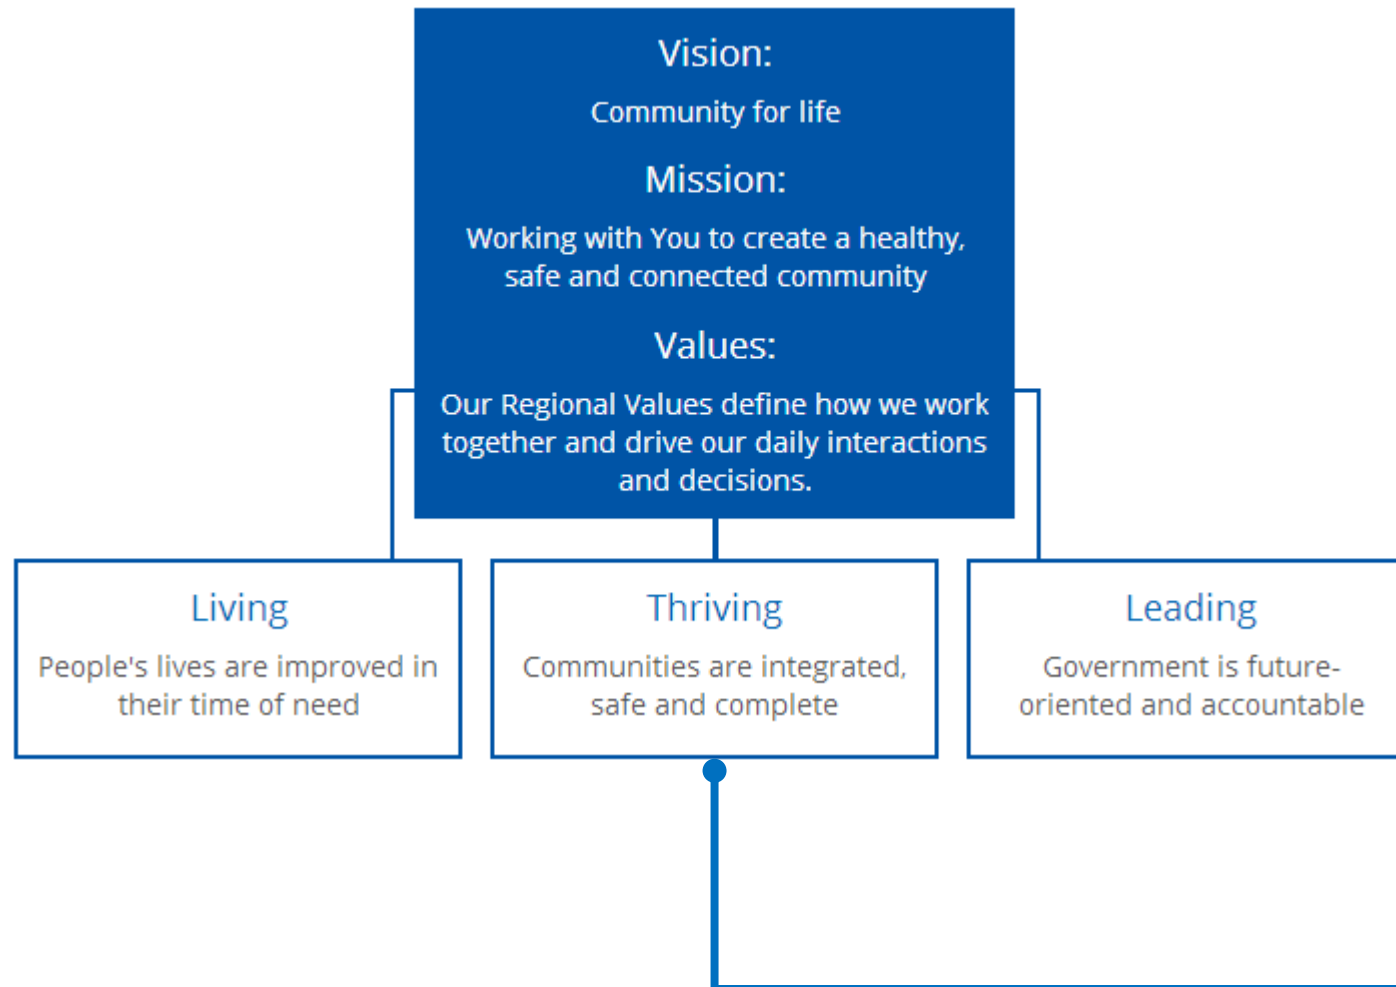 Vision:
Community for life
Mission:
Working with You to create a healthy,
safe and connected community
Values:
Our Regional Values define how we work
together and drive our daily interactions
and decisions.
Living
People's lives are improved in
their time of need
Thriving
Communities are integrated,
safe and complete
Leading
Government is future-
oriented and accountable